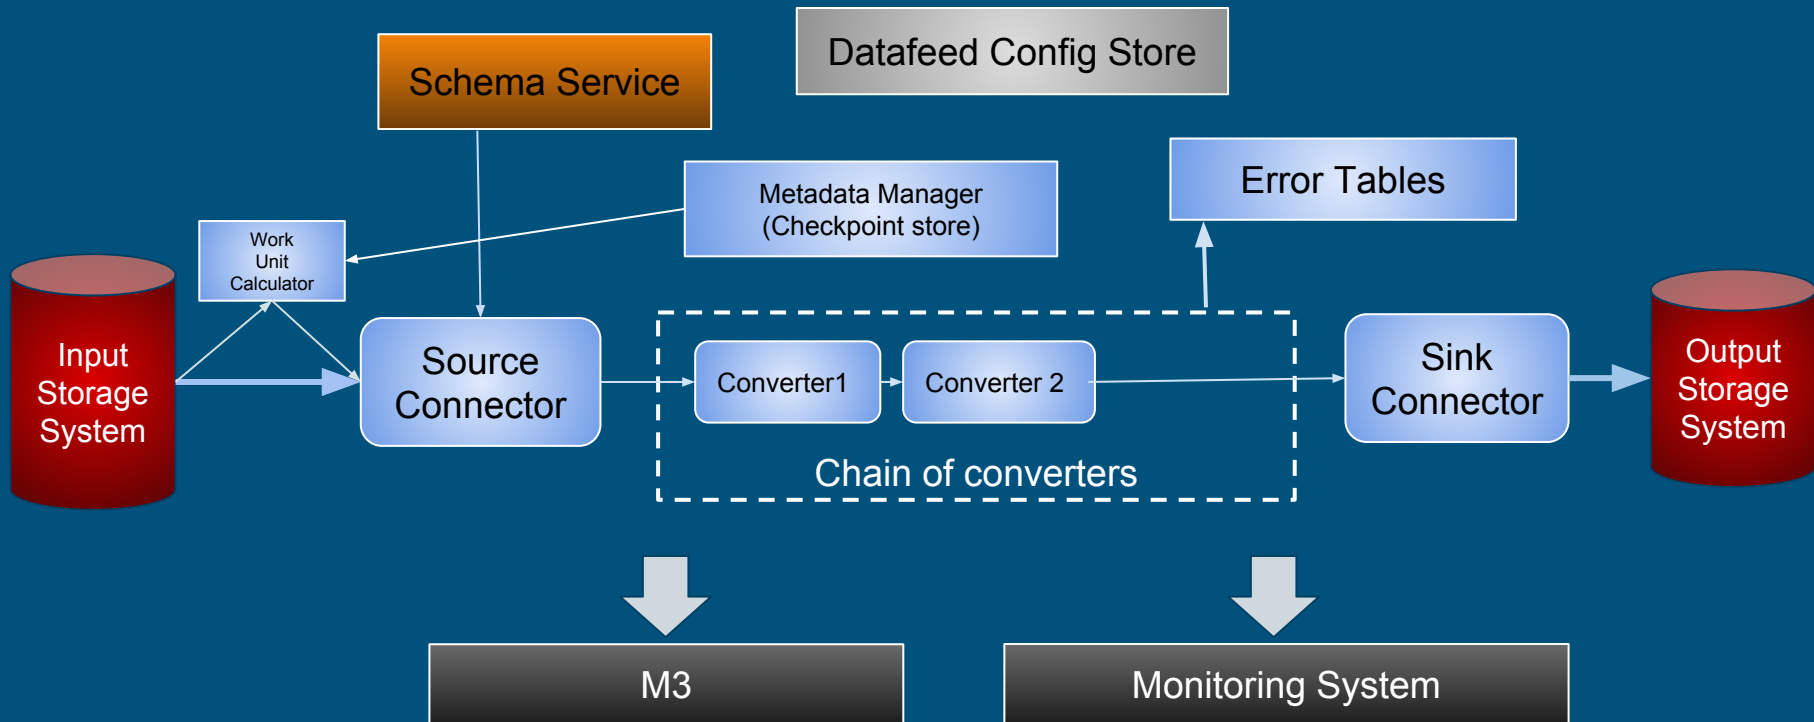 Datafeed Config Store
Schema Service
Metadata Manager
(Checkpoint store)
Error Tables
Work
Unit
Calculator
Input
Storage
System
Source
Connector
Converter1
Converter 2
Chain of converters
Sink
Connector
Output
Storage
System
M3
Monitoring System